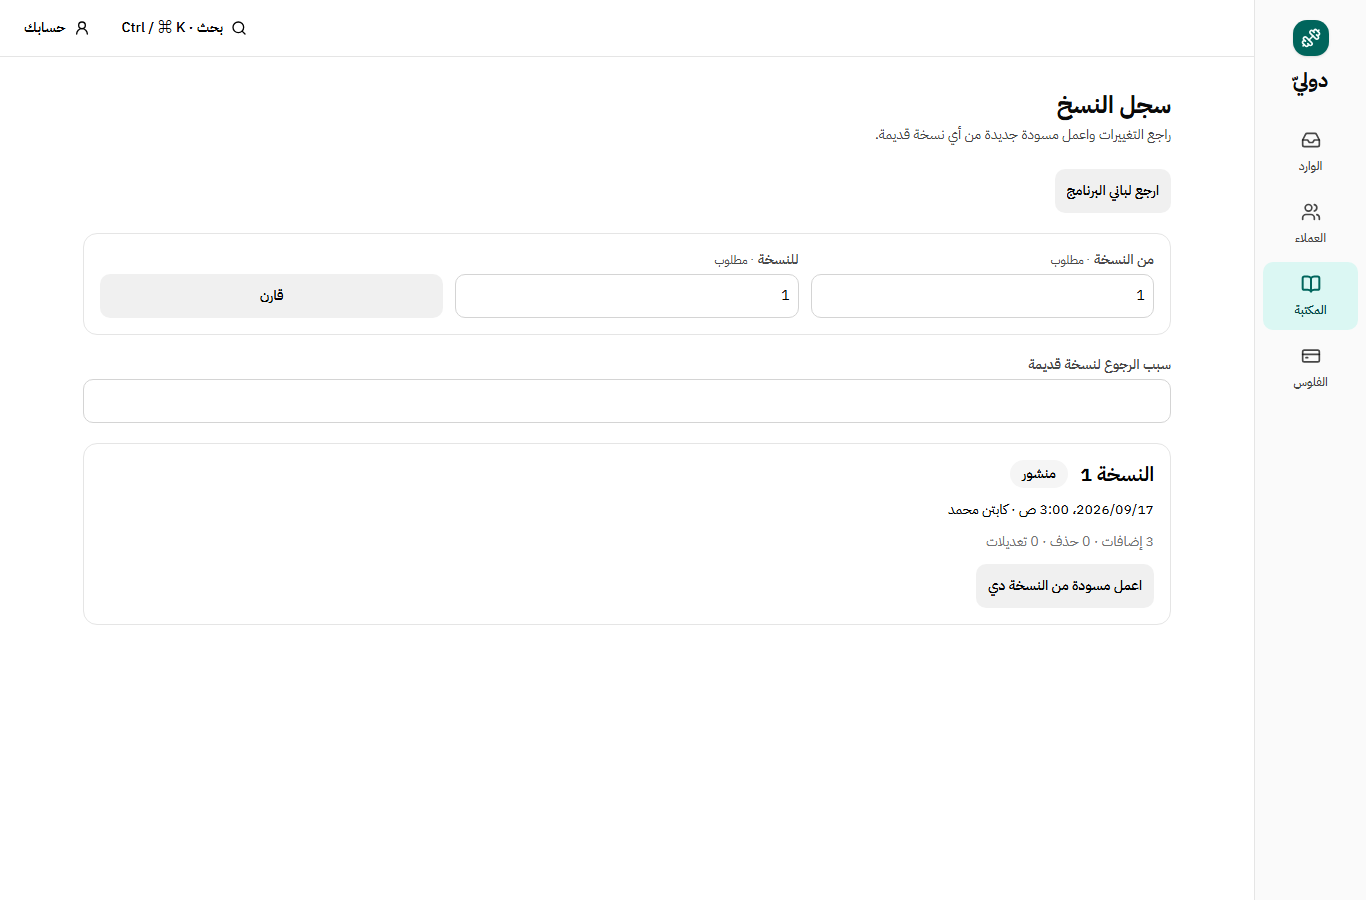 دوليّ
الوارد
العملاء
المكتبة
الفلوس
بحث · Ctrl / ⌘ K
حسابك
سجل النسخ
راجع التغييرات واعمل مسودة جديدة من أي نسخة قديمة.
ارجع لباني البرنامج
من النسخة · مطلوب
1
للنسخة · مطلوب
1
قارن
سبب الرجوع لنسخة قديمة
النسخة 1 منشور
2026/09/17، 3:00 ص · كابتن محمد
3 إضافات · 0 حذف · 0 تعديلات
اعمل مسودة من النسخة دي